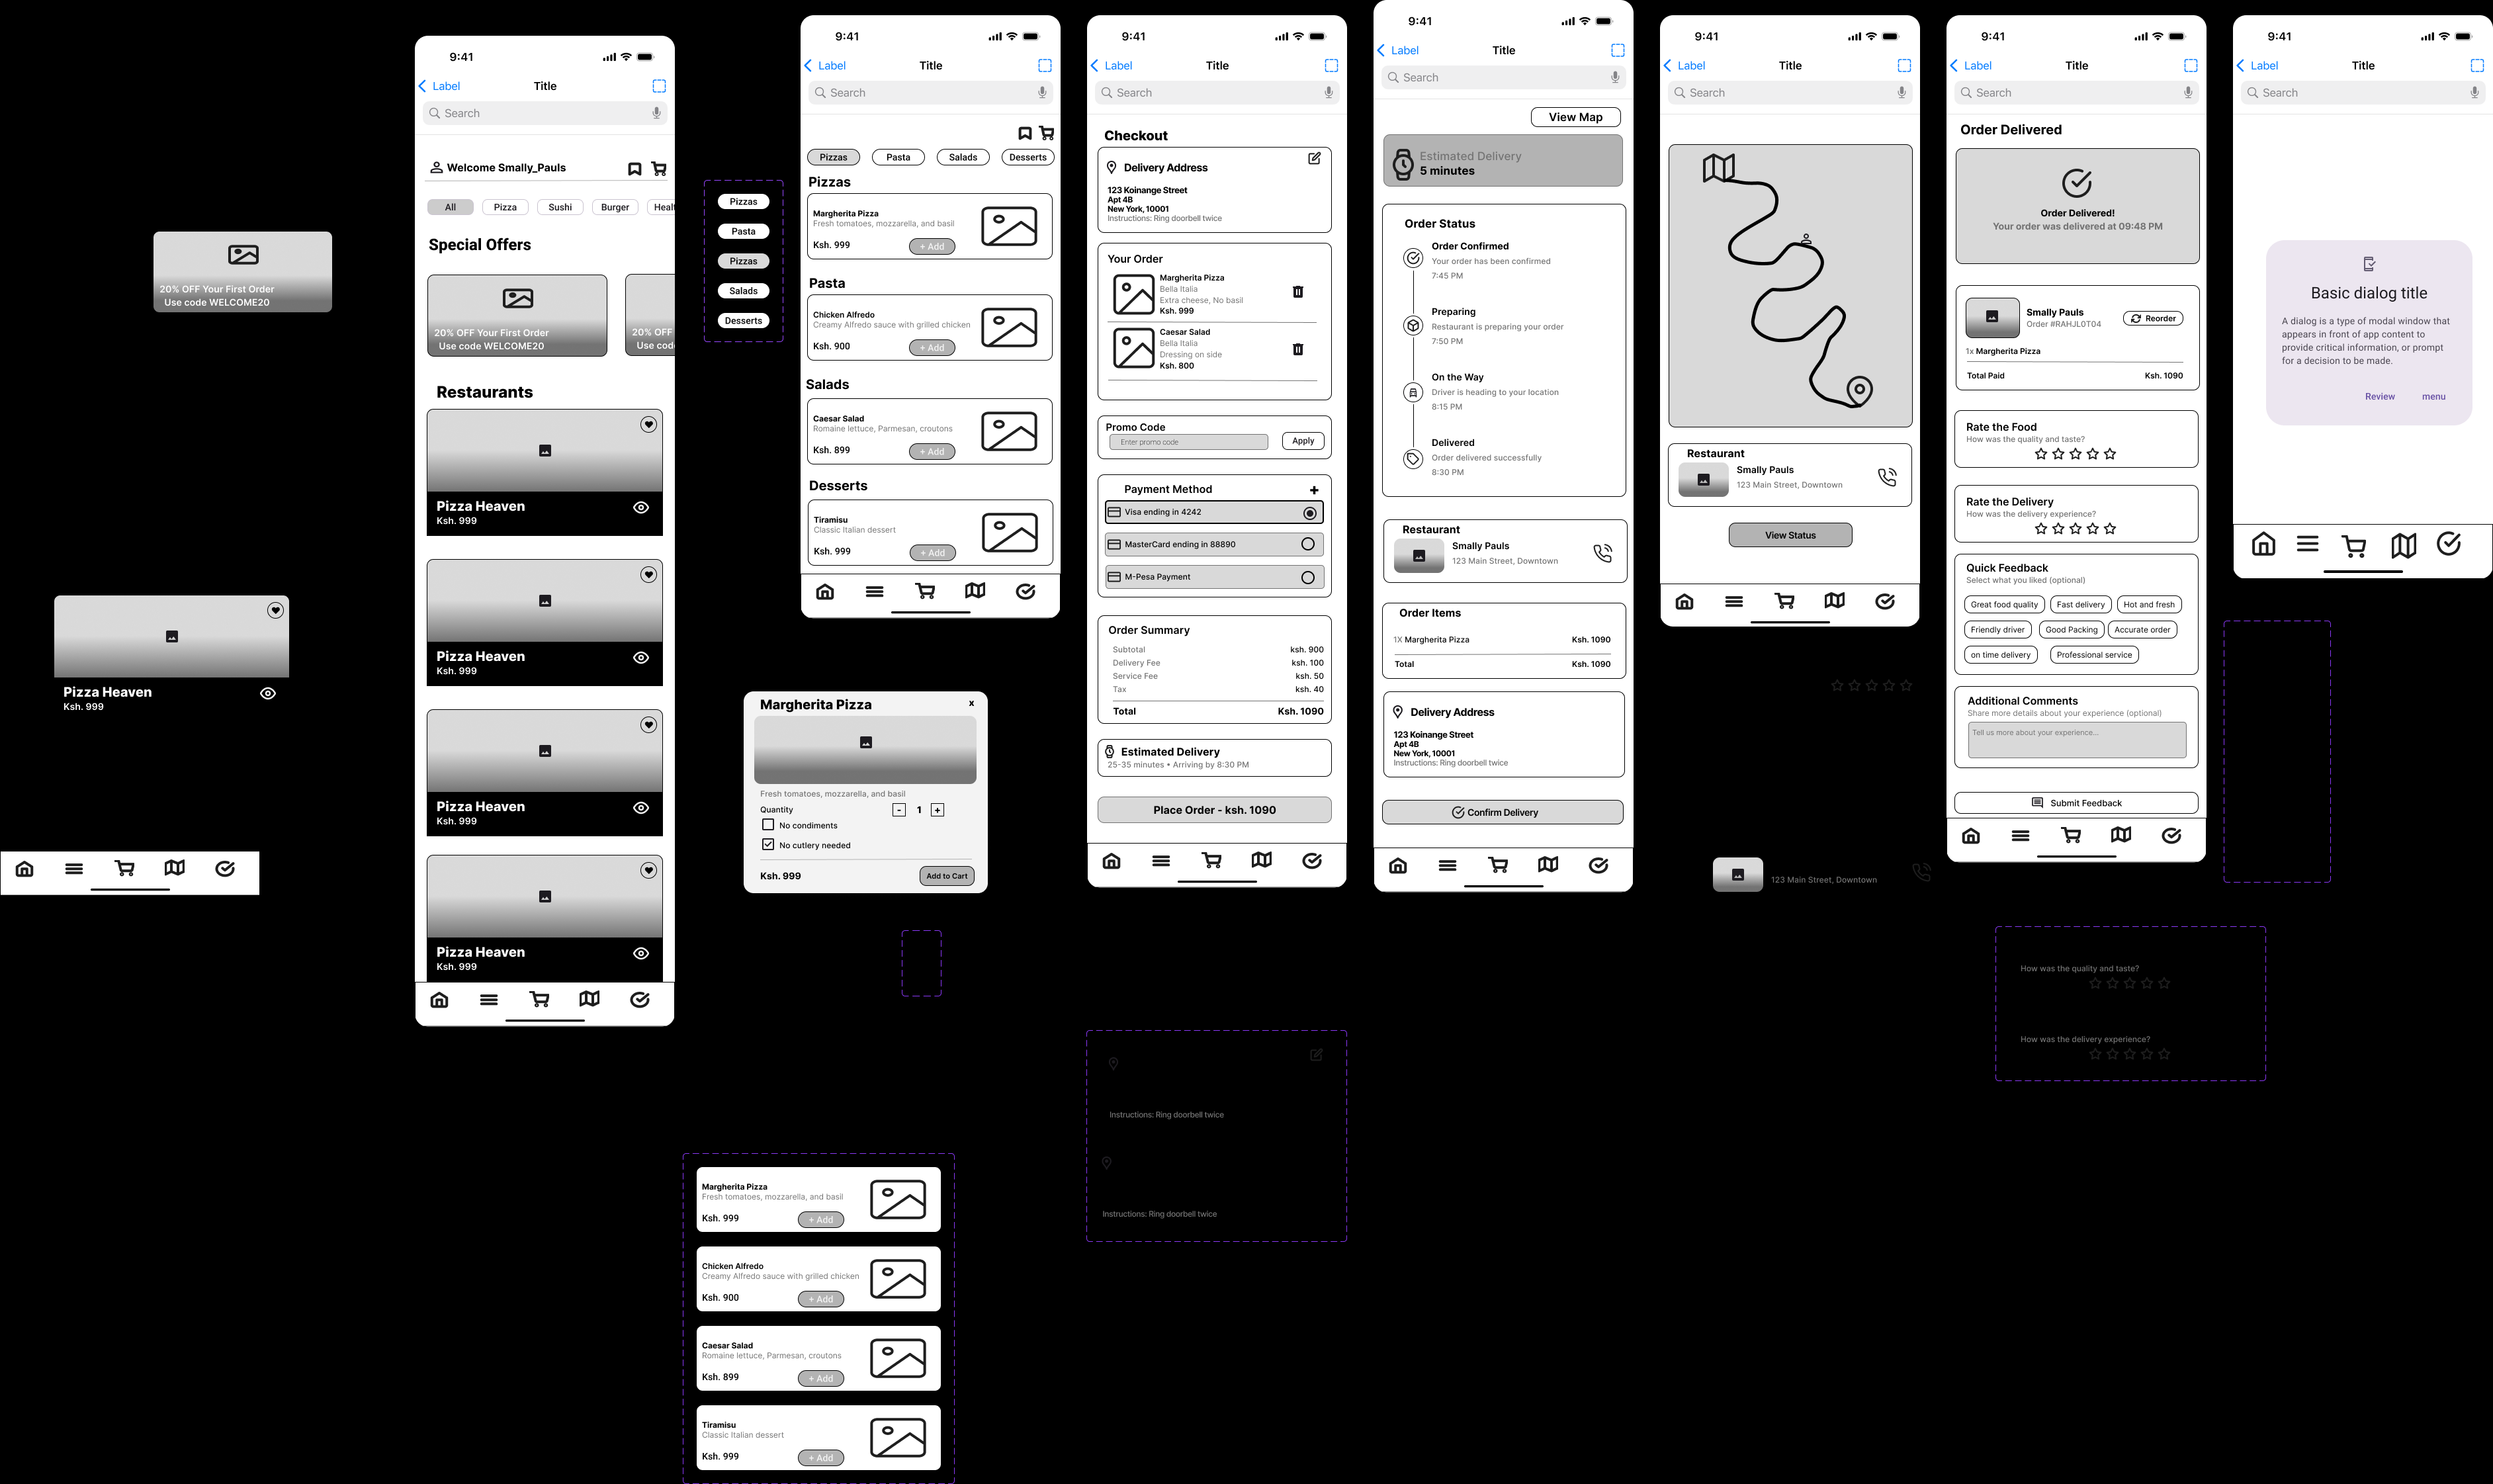 20% OFF Your First Order
Use code WELCOME20
Pizza Heaven
Ksh. 999
9:41
Label
Title
Search
Welcome Smally_Pauls
All
Pizza
Sushi
Burger
Healt
Special Offers
20% OFF Your First Order
Use code WELCOME20
20% OFF
Use code
Restaurants
Pizza Heaven
Ksh. 999
Pizza Heaven
Ksh. 999
Pizza Heaven
Ksh. 999
Pizza Heaven
Ksh. 999
Pizzas
Pasta
Pizzas
Salads
Desserts
9:41
Label
Title
Search
Pizzas
Pasta
Salads
Desserts
Pizzas
Margherita Pizza
Fresh tomatoes, mozzarella, and basil
Ksh. 999
+ Add
Pasta
Chicken Alfredo
Creamy Alfredo sauce with grilled chicken
Ksh. 900
+ Add
Salads
Caesar Salad
Romaine lettuce, Parmesan, croutons
Ksh. 899
+ Add
Desserts
Tiramisu
Classic Italian dessert
Ksh. 999
+ Add
Margherita Pizza
x
Fresh tomatoes, mozzarella, and basil
Quantity
- 1 +
No condiments
No cutlery needed
Ksh. 999
Add to Cart
Margherita Pizza
Fresh tomatoes, mozzarella, and basil
Ksh. 999
+ Add
Chicken Alfredo
Creamy Alfredo sauce with grilled chicken
Ksh. 900
+ Add
Caesar Salad
Romaine lettuce, Parmesan, croutons
Ksh. 899
+ Add
Tiramisu
Classic Italian dessert
Ksh. 999
+ Add
9:41
Label
Title
Search
Checkout
Delivery Address
123 Koinange Street
Apt 4B
New York, 10001
Instructions: Ring doorbell twice
Your Order
Margherita Pizza
Bella Italia
Extra cheese, No basil
Ksh. 999
Caesar Salad
Bella Italia
Dressing on side
Ksh. 800
Promo Code
Enter promo code
Apply
Payment Method
+
Visa ending in 4242
MasterCard ending in 88890
M-Pesa Payment
Order Summary
Subtotal ksh. 900
Delivery Fee ksh. 100
Service Fee ksh. 50
Tax ksh. 40
Total Ksh. 1090
Estimated Delivery
25-35 minutes • Arriving by 8:30 PM
Place Order - ksh. 1090
Instructions: Ring doorbell twice
Instructions: Ring doorbell twice
9:41
Label
Title
Search
View Map
Estimated Delivery
5 minutes
Order Status
Order Confirmed
Your order has been confirmed
7:45 PM
Preparing
Restaurant is preparing your order
7:50 PM
On the Way
Driver is heading to your location
8:15 PM
Delivered
Order delivered successfully
8:30 PM
Restaurant
Smally Pauls
123 Main Street, Downtown
Order Items
1X Margherita Pizza Ksh. 1090
Total Ksh. 1090
Delivery Address
123 Koinange Street
Apt 4B
New York, 10001
Instructions: Ring doorbell twice
Confirm Delivery
9:41
Label
Title
Search
Restaurant
Smally Pauls
123 Main Street, Downtown
View Status
123 Main Street, Downtown
9:41
Label
Title
Search
Order Delivered
Order Delivered!
Your order was delivered at 09:48 PM
Smally Pauls
Order #RAHJL0T04
Reorder
1x Margherita Pizza
Total Paid Ksh. 1090
Rate the Food
How was the quality and taste?
Rate the Delivery
How was the delivery experience?
Quick Feedback
Select what you liked (optional)
Great food quality
Fast delivery
Hot and fresh
Friendly driver
Good Packing
Accurate order
on time delivery
Professional service
Additional Comments
Share more details about your experience (optional)
Tell us more about your experience...
Submit Feedback
How was the quality and taste?
How was the delivery experience?
9:41
Label
Title
Search
Basic dialog title
A dialog is a type of modal window that
appears in front of app content to
provide critical information, or prompt
for a decision to be made.
Review
menu